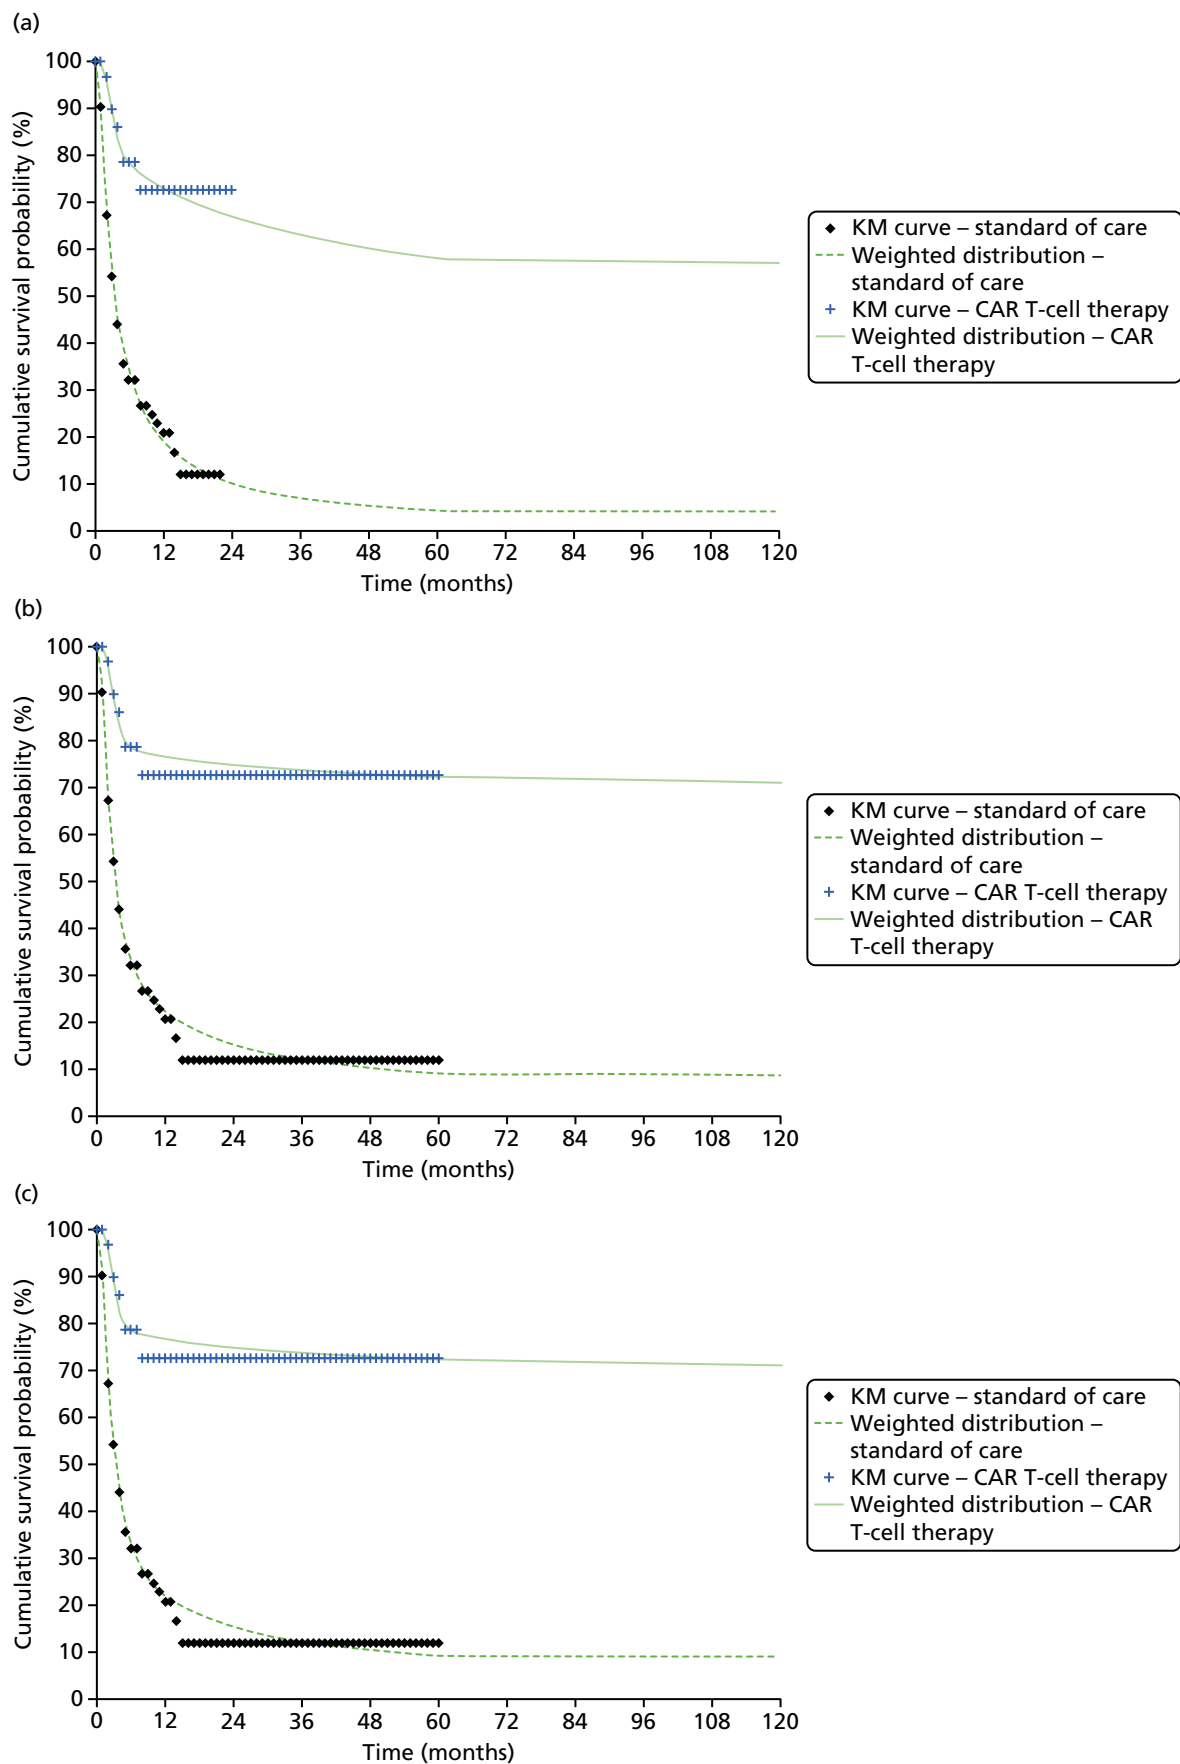 (a)
100
90
80
70
60
50
40
30
20
10
0
Cumulative survival probability (%)
0 12 24 36 48 60 72 84 96 108 120
Time (months)
KM curve – standard of care
Weighted distribution –
standard of care
KM curve – CAR T-cell therapy
Weighted distribution – CAR
T-cell therapy
(b)
100
90
80
70
60
50
40
30
20
10
0
Cumulative survival probability (%)
0 12 24 36 48 60 72 84 96 108 120
Time (months)
KM curve – standard of care
Weighted distribution –
standard of care
KM curve – CAR T-cell therapy
Weighted distribution – CAR
T-cell therapy
(c)
100
90
80
70
60
50
40
30
20
10
0
Cumulative survival probability (%)
0 12 24 36 48 60 72 84 96 108 120
Time (months)
KM curve – standard of care
Weighted distribution –
standard of care
KM curve – CAR T-cell therapy
Weighted distribution – CAR
T-cell therapy